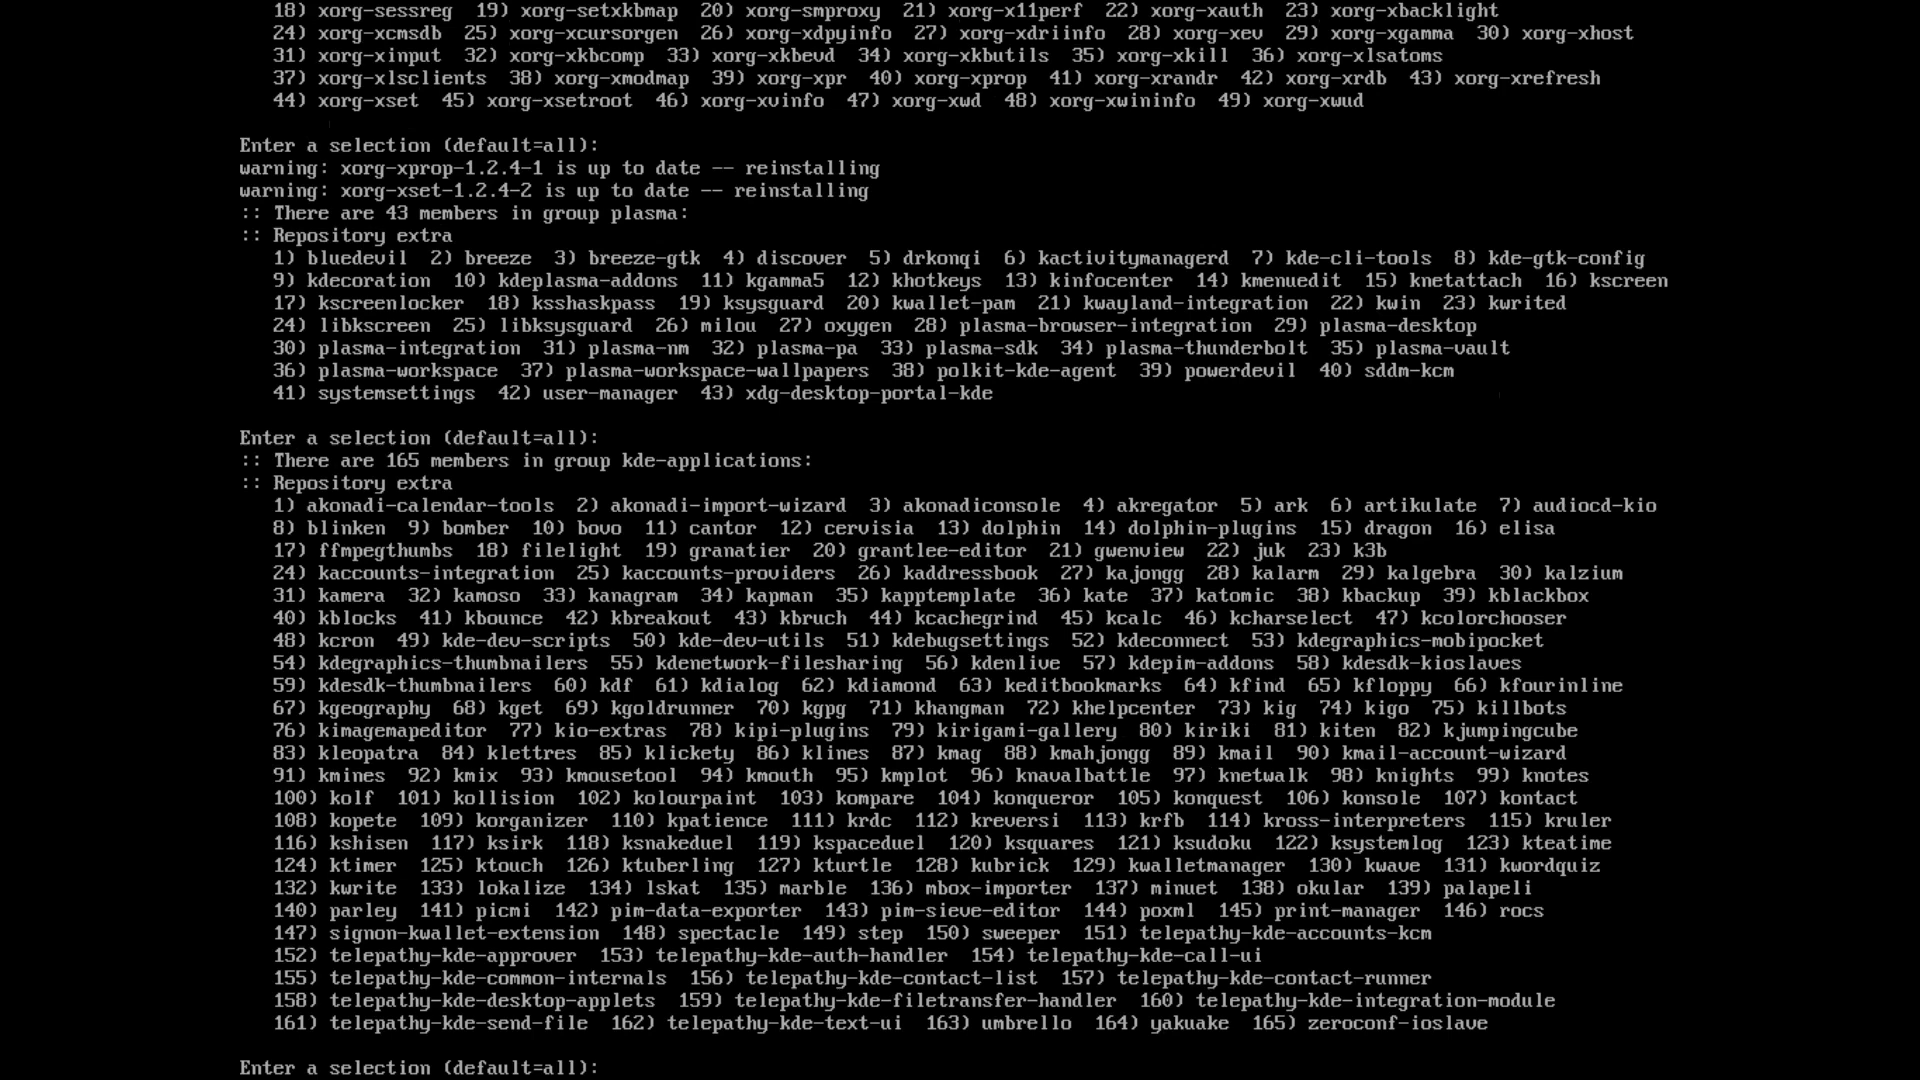 18) xorg-sessreg  19) xorg-setxkbmap  20) xorg-smproxy  21) xorg-x11perf  22) xorg-xauth  23) xorg-xbacklight
24) xorg-xcmsdb  25) xorg-xcursorgen  26) xorg-xdpyinfo  27) xorg-xdriinfo  28) xorg-xev  29) xorg-xgamma  30) xorg-xhost
31) xorg-xinput  32) xorg-xkbcomp  33) xorg-xkbevd  34) xorg-xkbutils  35) xorg-xkill  36) xorg-xlsatoms
37) xorg-xlsclients  38) xorg-xmodmap  39) xorg-xpr  40) xorg-xprop  41) xorg-xrandr  42) xorg-xrdb  43) xorg-xrefresh
44) xorg-xset  45) xorg-xsetroot  46) xorg-xvinfo  47) xorg-xwd  48) xorg-xwininfo  49) xorg-xwud
Enter a selection (default=all):
warning: xorg-xprop-1.2.4-1 is up to date -- reinstalling
warning: xorg-xset-1.2.4-2 is up to date -- reinstalling
:: There are 43 members in group plasma:
:: Repository extra
1) bluedevil  2) breeze  3) breeze-gtk  4) discover  5) drkonqi  6) kactivitymanagerd  7) kde-cli-tools  8) kde-gtk-config
9) kdecoration  10) kdeplasma-addons  11) kgamma5  12) khotkeys  13) kinfocenter  14) kmenuedit  15) knetattach  16) kscreen
17) kscreenlocker  18) ksshaskpass  19) ksysguard  20) kwallet-pam  21) kwayland-integration  22) kwin  23) kwrited
24) libkscreen  25) libksysguard  26) milou  27) oxygen  28) plasma-browser-integration  29) plasma-desktop
30) plasma-integration  31) plasma-nm  32) plasma-pa  33) plasma-sdk  34) plasma-thunderbolt  35) plasma-vault
36) plasma-workspace  37) plasma-workspace-wallpapers  38) polkit-kde-agent  39) powerdevil  40) sddm-kcm
41) systemsettings  42) user-manager  43) xdg-desktop-portal-kde
Enter a selection (default=all):
:: There are 165 members in group kde-applications:
:: Repository extra
1) akonadi-calendar-tools  2) akonadi-import-wizard  3) akonadiconsole  4) akregator  5) ark  6) artikulate  7) audiocd-kio
8) blinken  9) bomber  10) bovo  11) cantor  12) cervisia  13) dolphin  14) dolphin-plugins  15) dragon  16) elisa
17) ffmpegthumbs  18) filelight  19) granatier  20) grantlee-editor  21) gwenview  22) juk  23) k3b
24) kaccounts-integration  25) kaccounts-providers  26) kaddressbook  27) kajongg  28) kalarm  29) kalgebra  30) kalzium
31) kamera  32) kamoso  33) kanagram  34) kapman  35) kapptemplate  36) kate  37) katomic  38) kbackup  39) kblackbox
40) kblocks  41) kbounce  42) kbreakout  43) kbruch  44) kcachegrind  45) kcalc  46) kcharselect  47) kcolorchooser
48) kcron  49) kde-dev-scripts  50) kde-dev-utils  51) kdebugsettings  52) kdeconnect  53) kdegraphics-mobipocket
54) kdegraphics-thumbnailers  55) kdenetwork-filesharing  56) kdenlive  57) kdepim-addons  58) kdesdk-kioslaves
59) kdesdk-thumbnailers  60) kdf  61) kdialog  62) kdiamond  63) keditbookmarks  64) kfind  65) kfloppy  66) kfourinline
67) kgeography  68) kget  69) kgoldrunner  70) kgpg  71) khangman  72) khelpcenter  73) kig  74) kigo  75) killbots
76) kimagemapeditor  77) kio-extras  78) kipi-plugins  79) kirigami-gallery  80) kiriki  81) kiten  82) kjumpingcube
83) kleopatra  84) klettres  85) klickety  86) klines  87) kmag  88) kmahjongg  89) kmail  90) kmail-account-wizard
91) kmines  92) kmix  93) kmousetool  94) kmouth  95) kmplot  96) knavalbattle  97) knetwalk  98) knights  99) knotes
100) kolf  101) kollision  102) kolourpaint  103) kompare  104) konqueror  105) konquest  106) konsole  107) kontact
108) kopete  109) korganizer  110) kpatience  111) krdc  112) kreversi  113) krfb  114) kross-interpreters  115) kruler
116) kshisen  117) ksirk  118) ksnakeduel  119) kspaceduel  120) ksquares  121) ksudoku  122) ksystemlog  123) kteatime
124) ktimer  125) ktouch  126) ktuberling  127) kturtle  128) kubrick  129) kwalletmanager  130) kwave  131) kwordquiz
132) kwrite  133) lokalize  134) lskat  135) marble  136) mbox-importer  137) minuet  138) okular  139) palapeli
140) parley  141) picmi  142) pim-data-exporter  143) pim-sieve-editor  144) poxml  145) print-manager  146) rocs
147) signon-kwallet-extension  148) spectacle  149) step  150) sweeper  151) telepathy-kde-accounts-kcm
152) telepathy-kde-approver  153) telepathy-kde-auth-handler  154) telepathy-kde-call-ui
155) telepathy-kde-common-internals  156) telepathy-kde-contact-list  157) telepathy-kde-contact-runner
158) telepathy-kde-desktop-applets  159) telepathy-kde-filetransfer-handler  160) telepathy-kde-integration-module
161) telepathy-kde-send-file  162) telepathy-kde-text-ui  163) umbrello  164) yakuake  165) zeroconf-ioslave
Enter a selection (default=all):